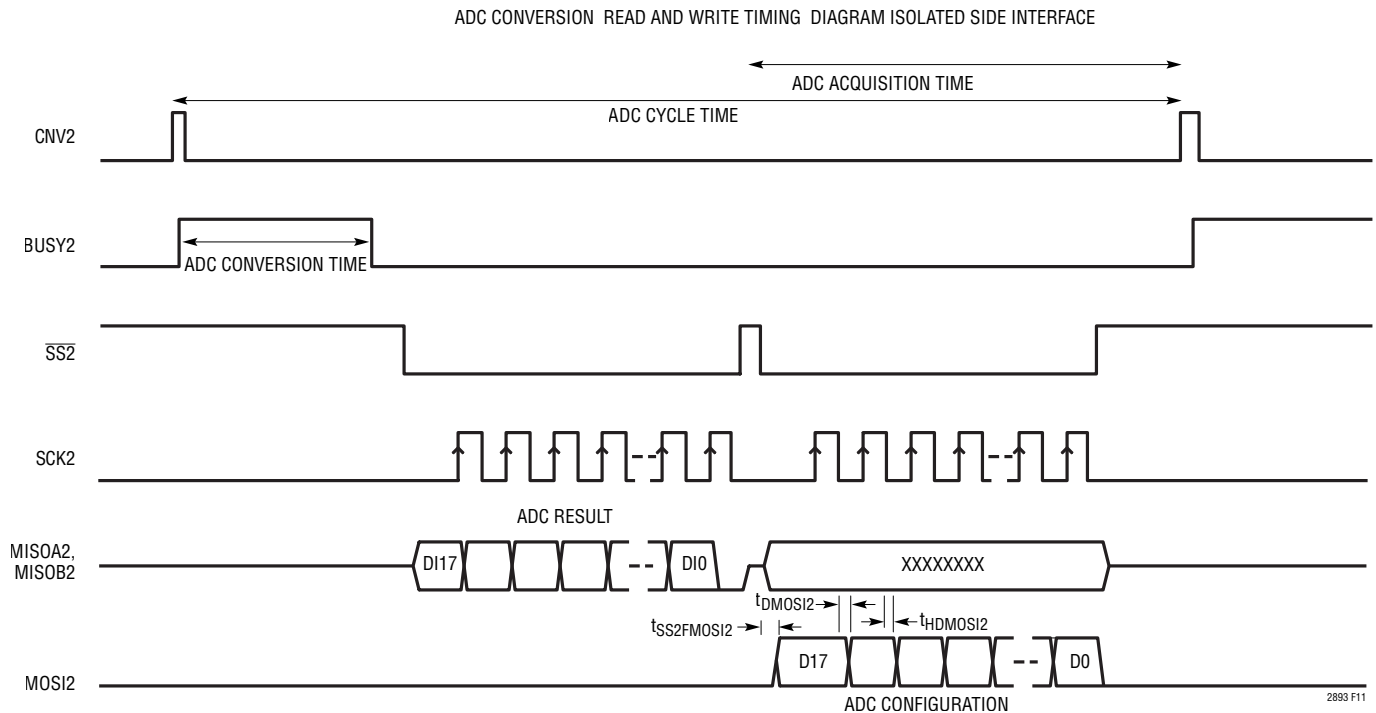 ADC CONVERSION READ AND WRITE TIMING DIAGRAM ISOLATED SIDE INTERFACE
ADC ACQUISITION TIME
ADC CYCLE TIME
CNV2
BUSY2
ADC CONVERSION TIME
SS2
SCK2
ADC RESULT
MISOA2,
MISOB2
DI17
DI0
XXXXXXXX
tDMOSI2
tHDMOSI2
tSS2FMOSI2
MOSI2
D17
D0
ADC CONFIGURATION
2893 F11